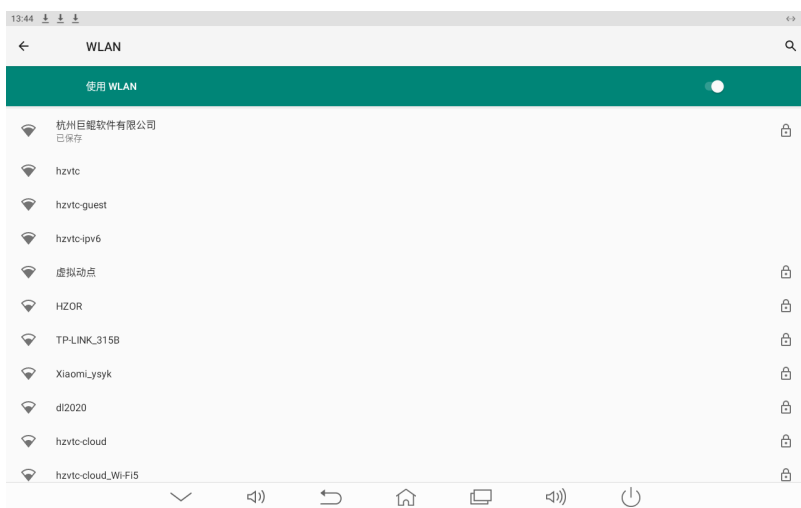 13:44
WLAN
使用 WLAN
杭州巨鲲软件有限公司
已保存
hzvtc
hzvtc-guest
hzvtc-ipv6
虚拟动点
HZOR
TP-LINK_315B
Xiaomi_ysyk
dl2020
hzvtc-cloud
hzvtc-cloud_Wi-Fi5